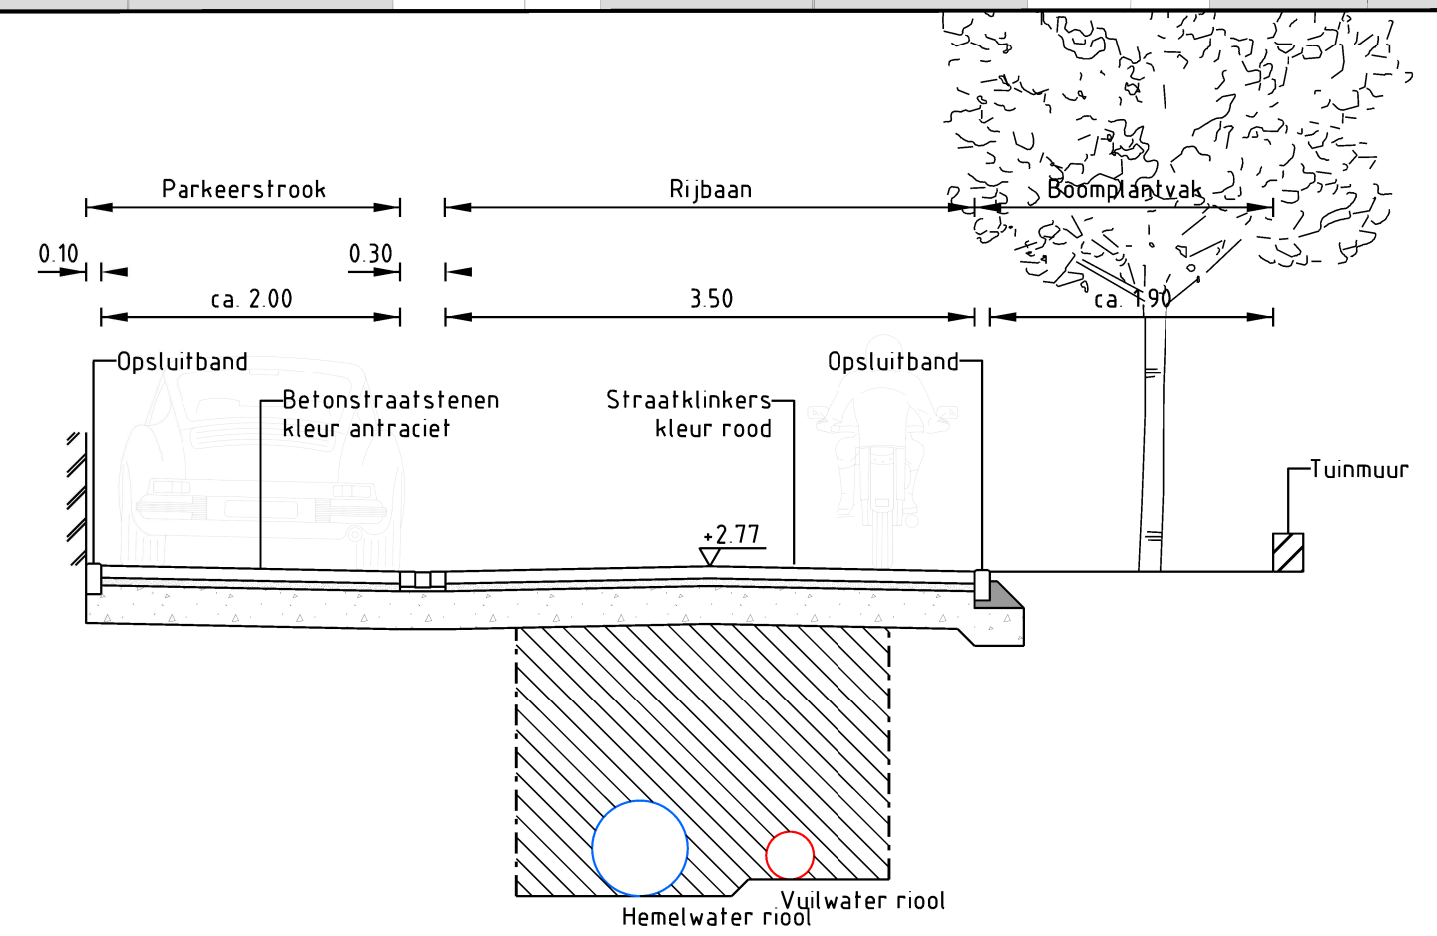 Parkeerstrook
Rijbaan
Boomplantvak
0.10
0.30
ca. 2.00
3.50
ca. 1.90
Opsluitband
Opsluitband
Betonstraatstenen
kleur antraciet
Straatklinkers
kleur rood
Tuinmuur
+2.77
Vuilwater riool
Hemelwater riool